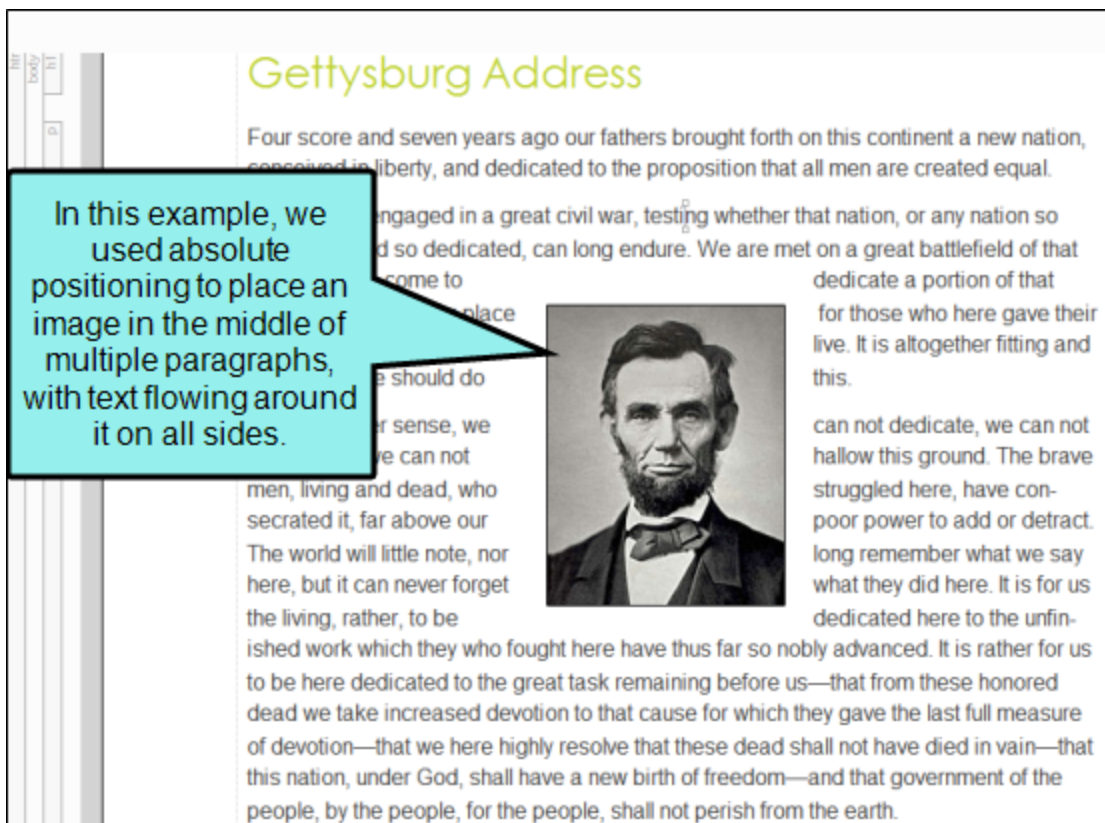 htm
body
h1
p
Gettysburg Address
Four score and seven years ago our fathers brought forth on this continent a new nation,
conceived in liberty, and dedicated to the proposition that all men are created equal.
engaged in a great civil war, testing whether that nation, or any nation so
d so dedicated, can long endure. We are met on a great battlefield of that
come to dedicate a portion of that
place for those who here gave their
live. It is altogether fitting and
e should do this.
r sense, we can not dedicate, we can not
ve can not hallow this ground. The brave
men, living and dead, who struggled here, have con-
secrated it, far above our poor power to add or detract.
The world will little note, nor long remember what we say
here, but it can never forget what they did here. It is for us
the living, rather, to be dedicated here to the unfin-
ished work which they who fought here have thus far so nobly advanced. It is rather for us
to be here dedicated to the great task remaining before us—that from these honored
dead we take increased devotion to that cause for which they gave the last full measure
of devotion—that we here highly resolve that these dead shall not have died in vain—that
this nation, under God, shall have a new birth of freedom—and that government of the
people, by the people, for the people, shall not perish from the earth.
In this example, we
used absolute
positioning to place an
image in the middle of
multiple paragraphs,
with text flowing around
it on all sides.